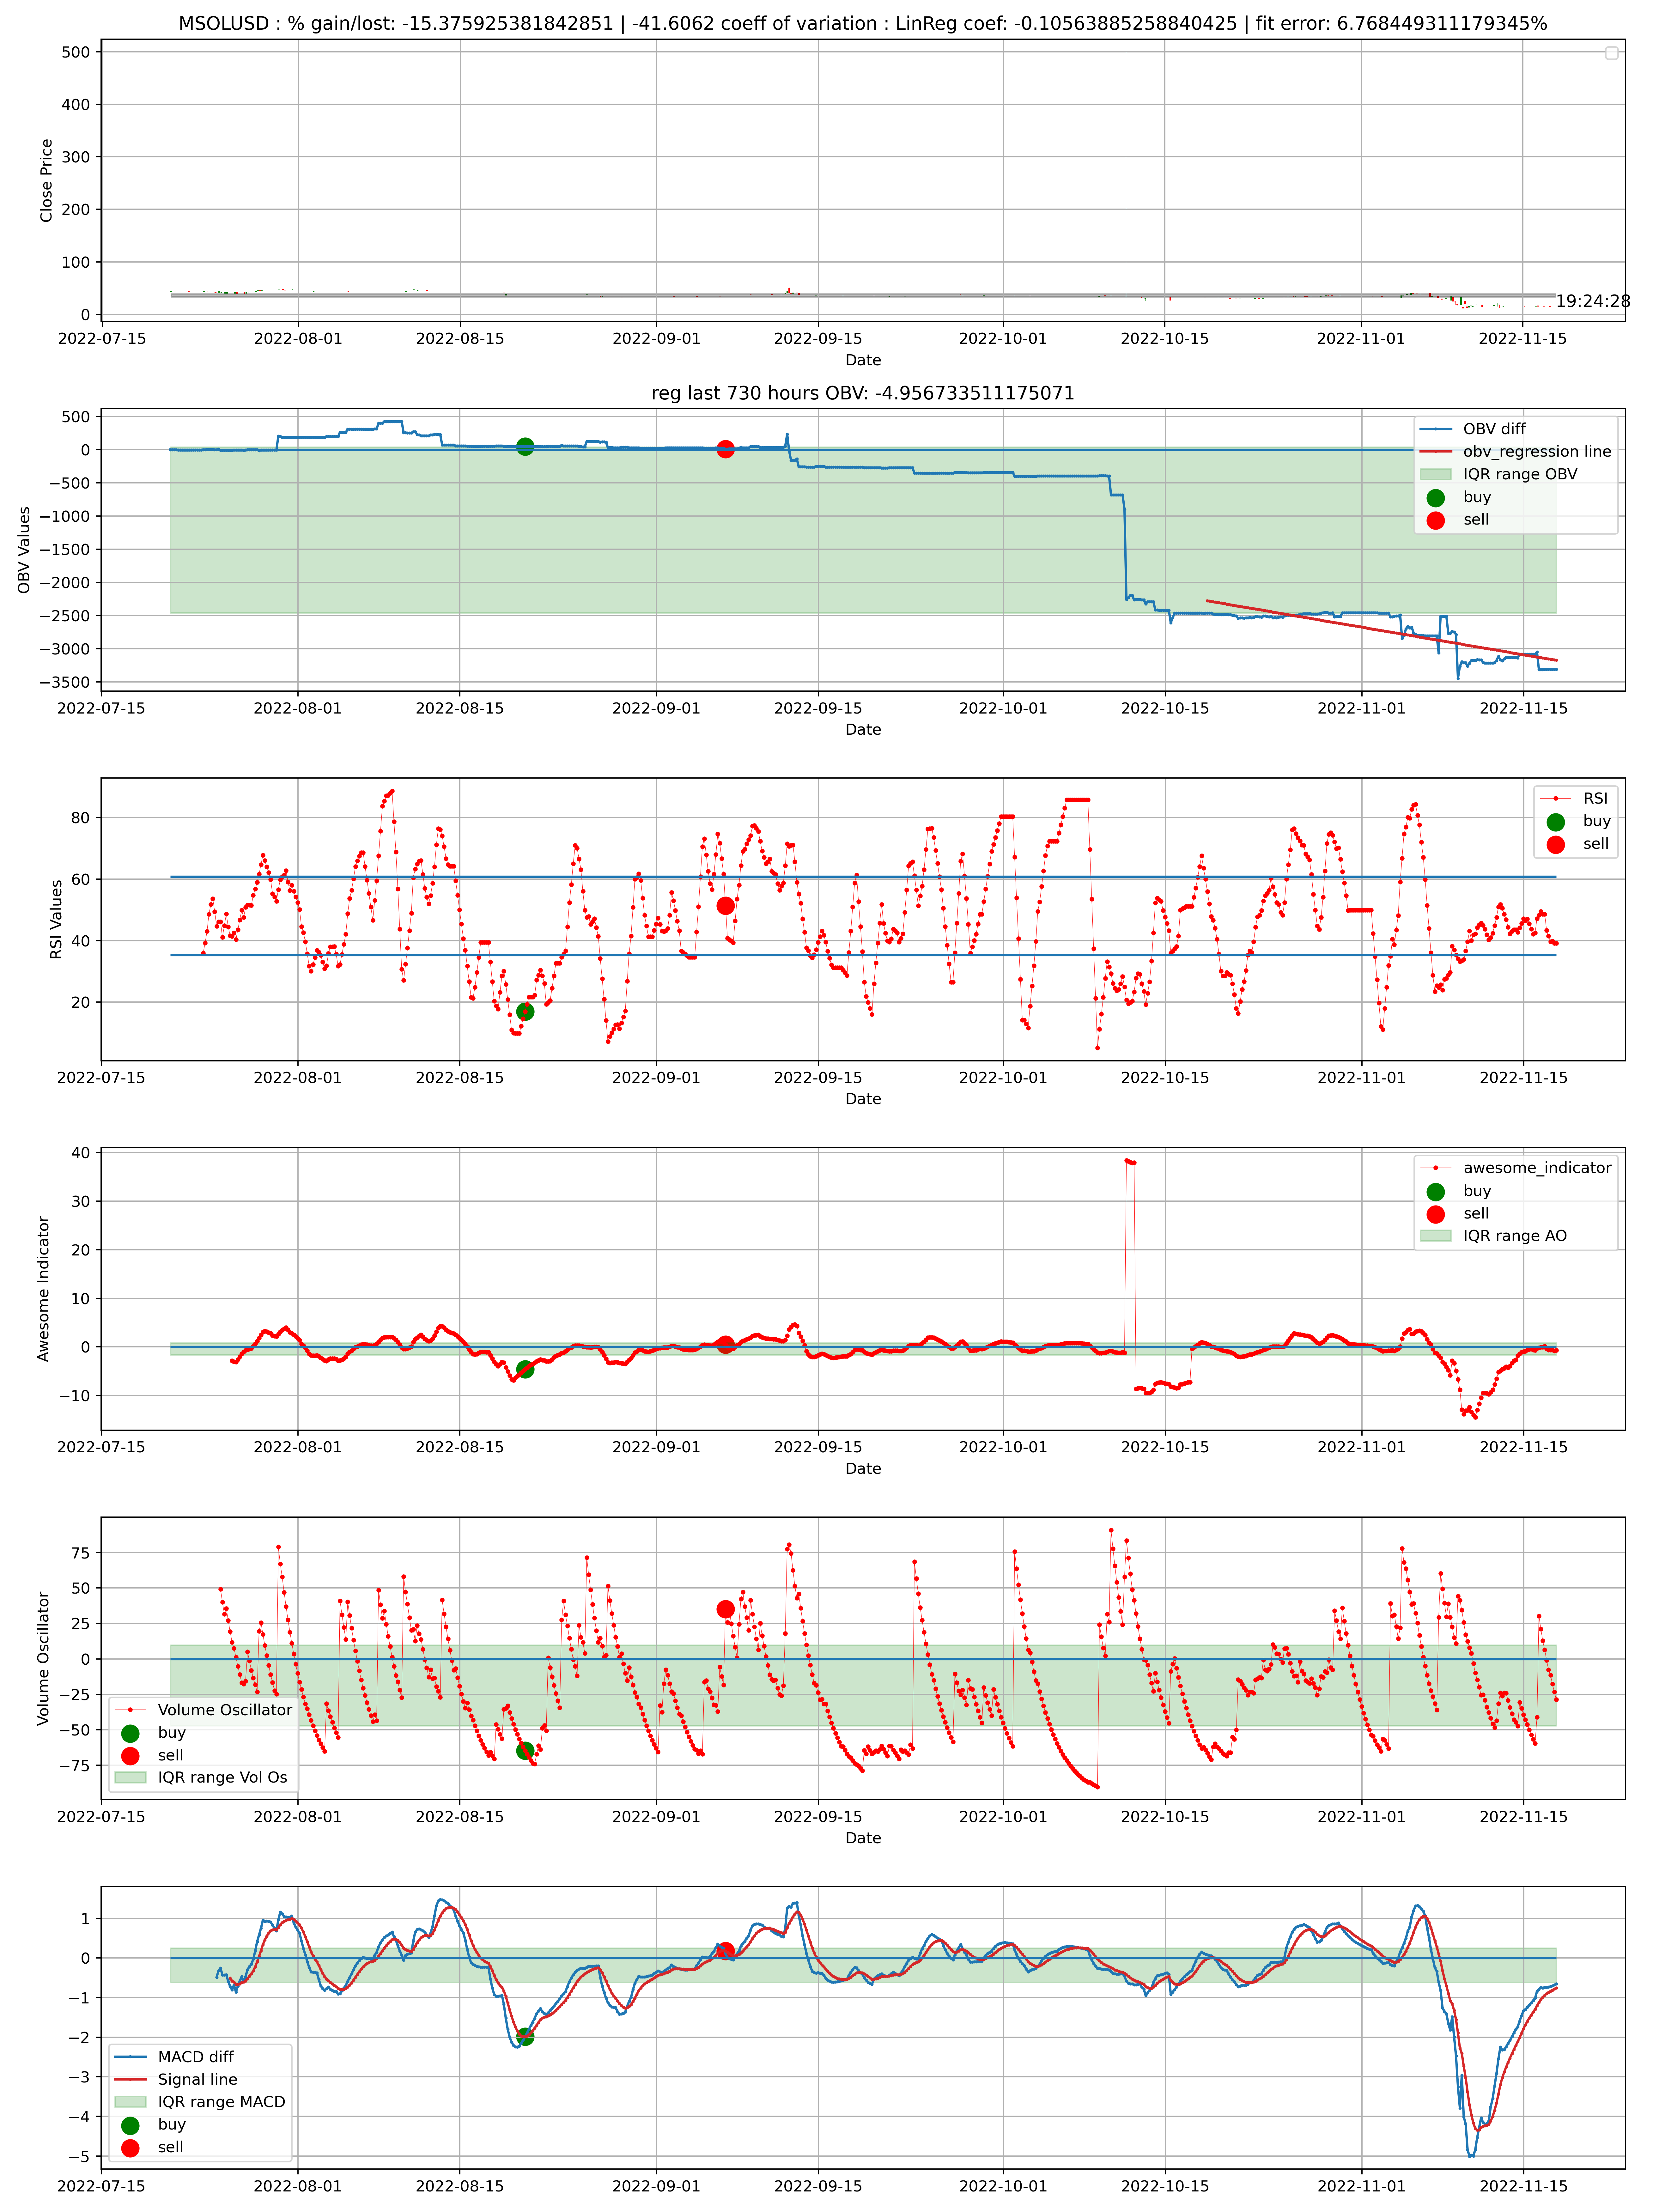 MSOLUSD : % gain/lost: -15.375925381842851 | -41.6062 coeff of variation : LinReg coef: -0.10563885258840425 | fit error: 6.768449311179345%
500
400
300
200
100
0
Close Price
19:24:28
2022-07-15 2022-08-01 2022-08-15 2022-09-01 2022-09-15 2022-10-01 2022-10-15 2022-11-01 2022-11-15
Date
reg last 730 hours OBV: -4.956733511175071
500
0
−500
−1000
−1500
−2000
−2500
−3000
−3500
OBV Values
OBV diff
obv_regression line
IQR range OBV
buy
sell
2022-07-15 2022-08-01 2022-08-15 2022-09-01 2022-09-15 2022-10-01 2022-10-15 2022-11-01 2022-11-15
Date
80
60
40
20
RSI Values
RSI
buy
sell
2022-07-15 2022-08-01 2022-08-15 2022-09-01 2022-09-15 2022-10-01 2022-10-15 2022-11-01 2022-11-15
Date
40
30
20
10
0
−10
Awesome Indicator
awesome_indicator
buy
sell
IQR range AO
2022-07-15 2022-08-01 2022-08-15 2022-09-01 2022-09-15 2022-10-01 2022-10-15 2022-11-01 2022-11-15
Date
75
50
25
0
−25
−50
−75
Volume Oscillator
Volume Oscillator
buy
sell
IQR range Vol Os
2022-07-15 2022-08-01 2022-08-15 2022-09-01 2022-09-15 2022-10-01 2022-10-15 2022-11-01 2022-11-15
Date
1
0
−1
−2
−3
−4
−5
MACD diff
Signal line
IQR range MACD
buy
sell
2022-07-15 2022-08-01 2022-08-15 2022-09-01 2022-09-15 2022-10-01 2022-10-15 2022-11-01 2022-11-15